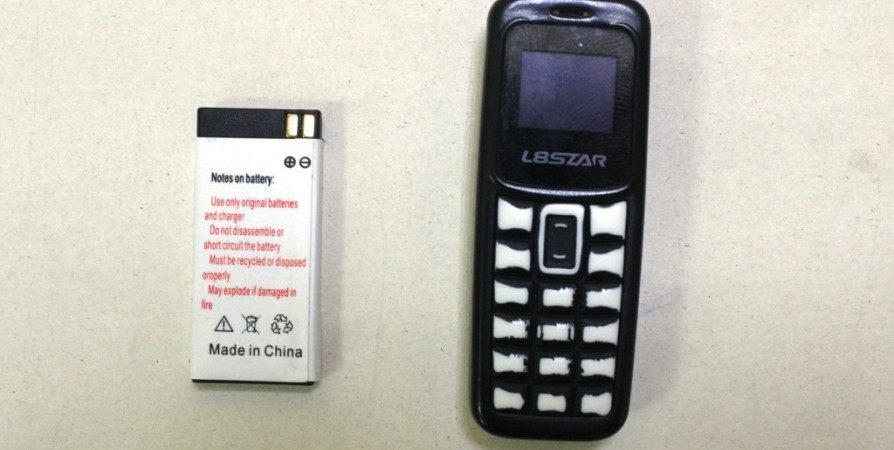 Notes on battery:
Use only original batteries
and charger
Do not disassemble or
short circuit the battery
Must be recycled or disposed
oroperly
May explode if damaged in
fire
Made in China
L8SZAR